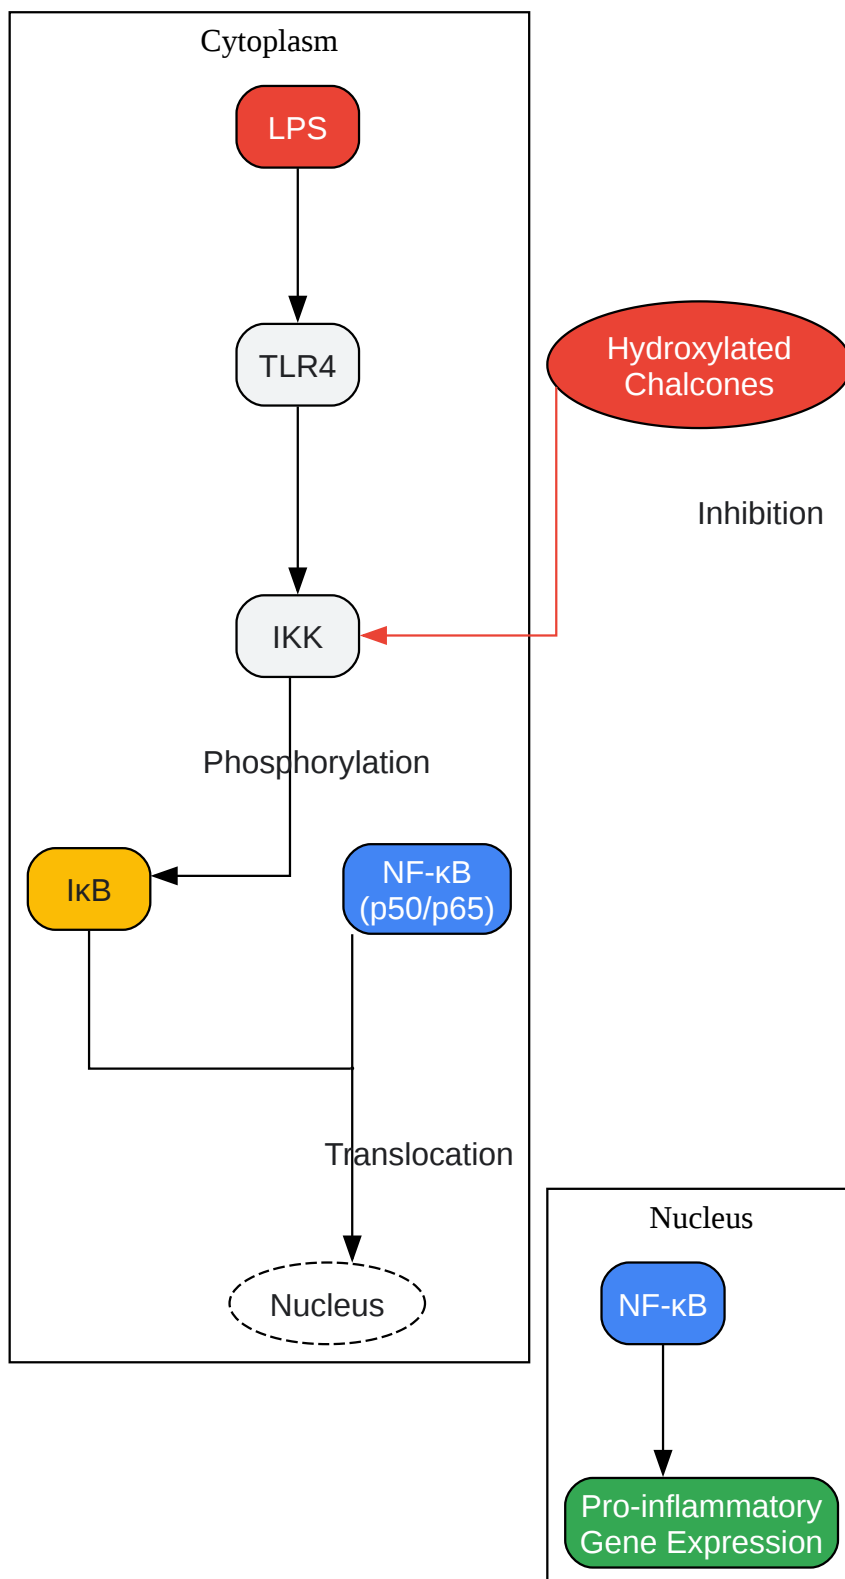 Cytoplasm
LPS
TLR4
Hydroxylated
Chalcones
Inhibition
IKK
Phosphorylation
IκB
NF-κB
(p50/p65)
Translocation
Nucleus
Nucleus
NF-κB
Pro-inflammatory
Gene Expression